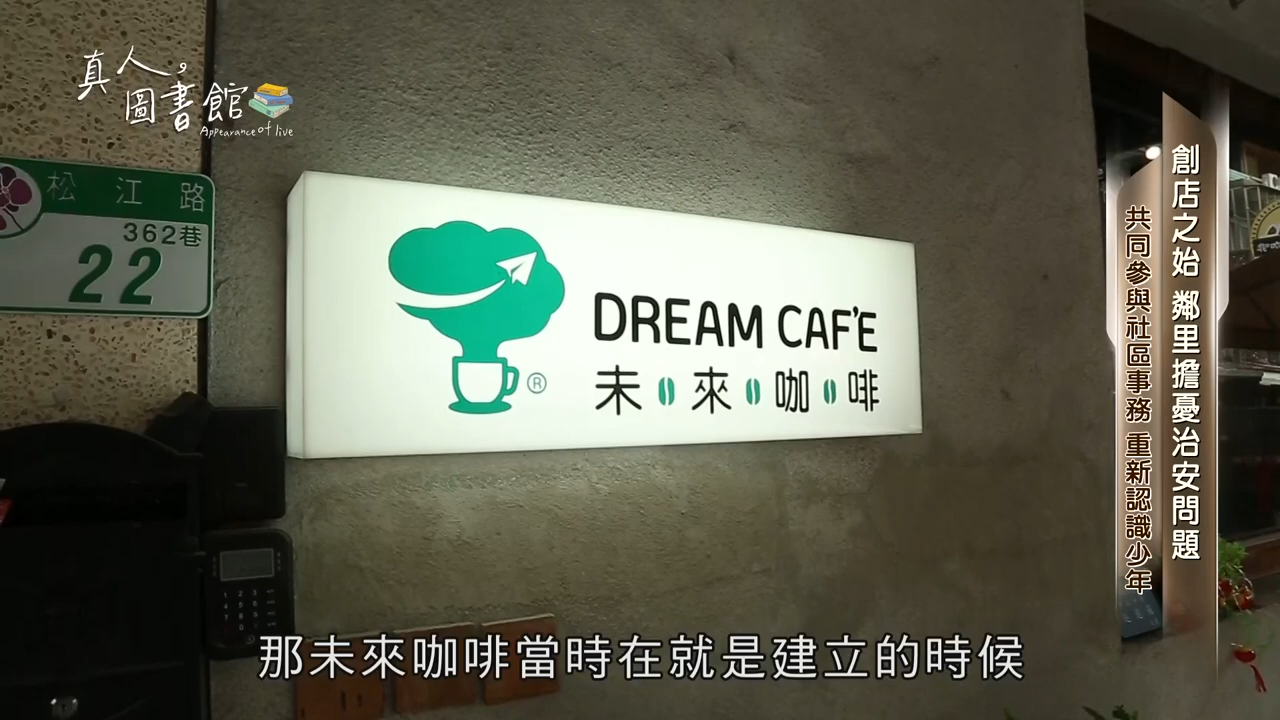 真人圖書館
Appearance of live
松江路
362巷
22
DREAM CAF'E
未來咖啡
®
創店之始 鄰里擔憂治安問題
共同參與社區事務 重新認識少年
那未來咖啡當時在就是建立的時候